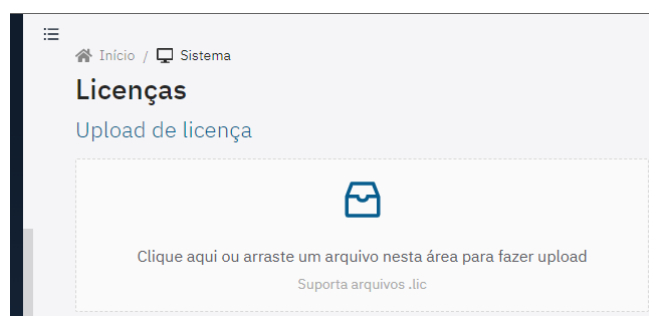 Início / Sistema
Licenças
Upload de licença
Clique aqui ou arraste um arquivo nesta área para fazer upload
Suporta arquivos .lic